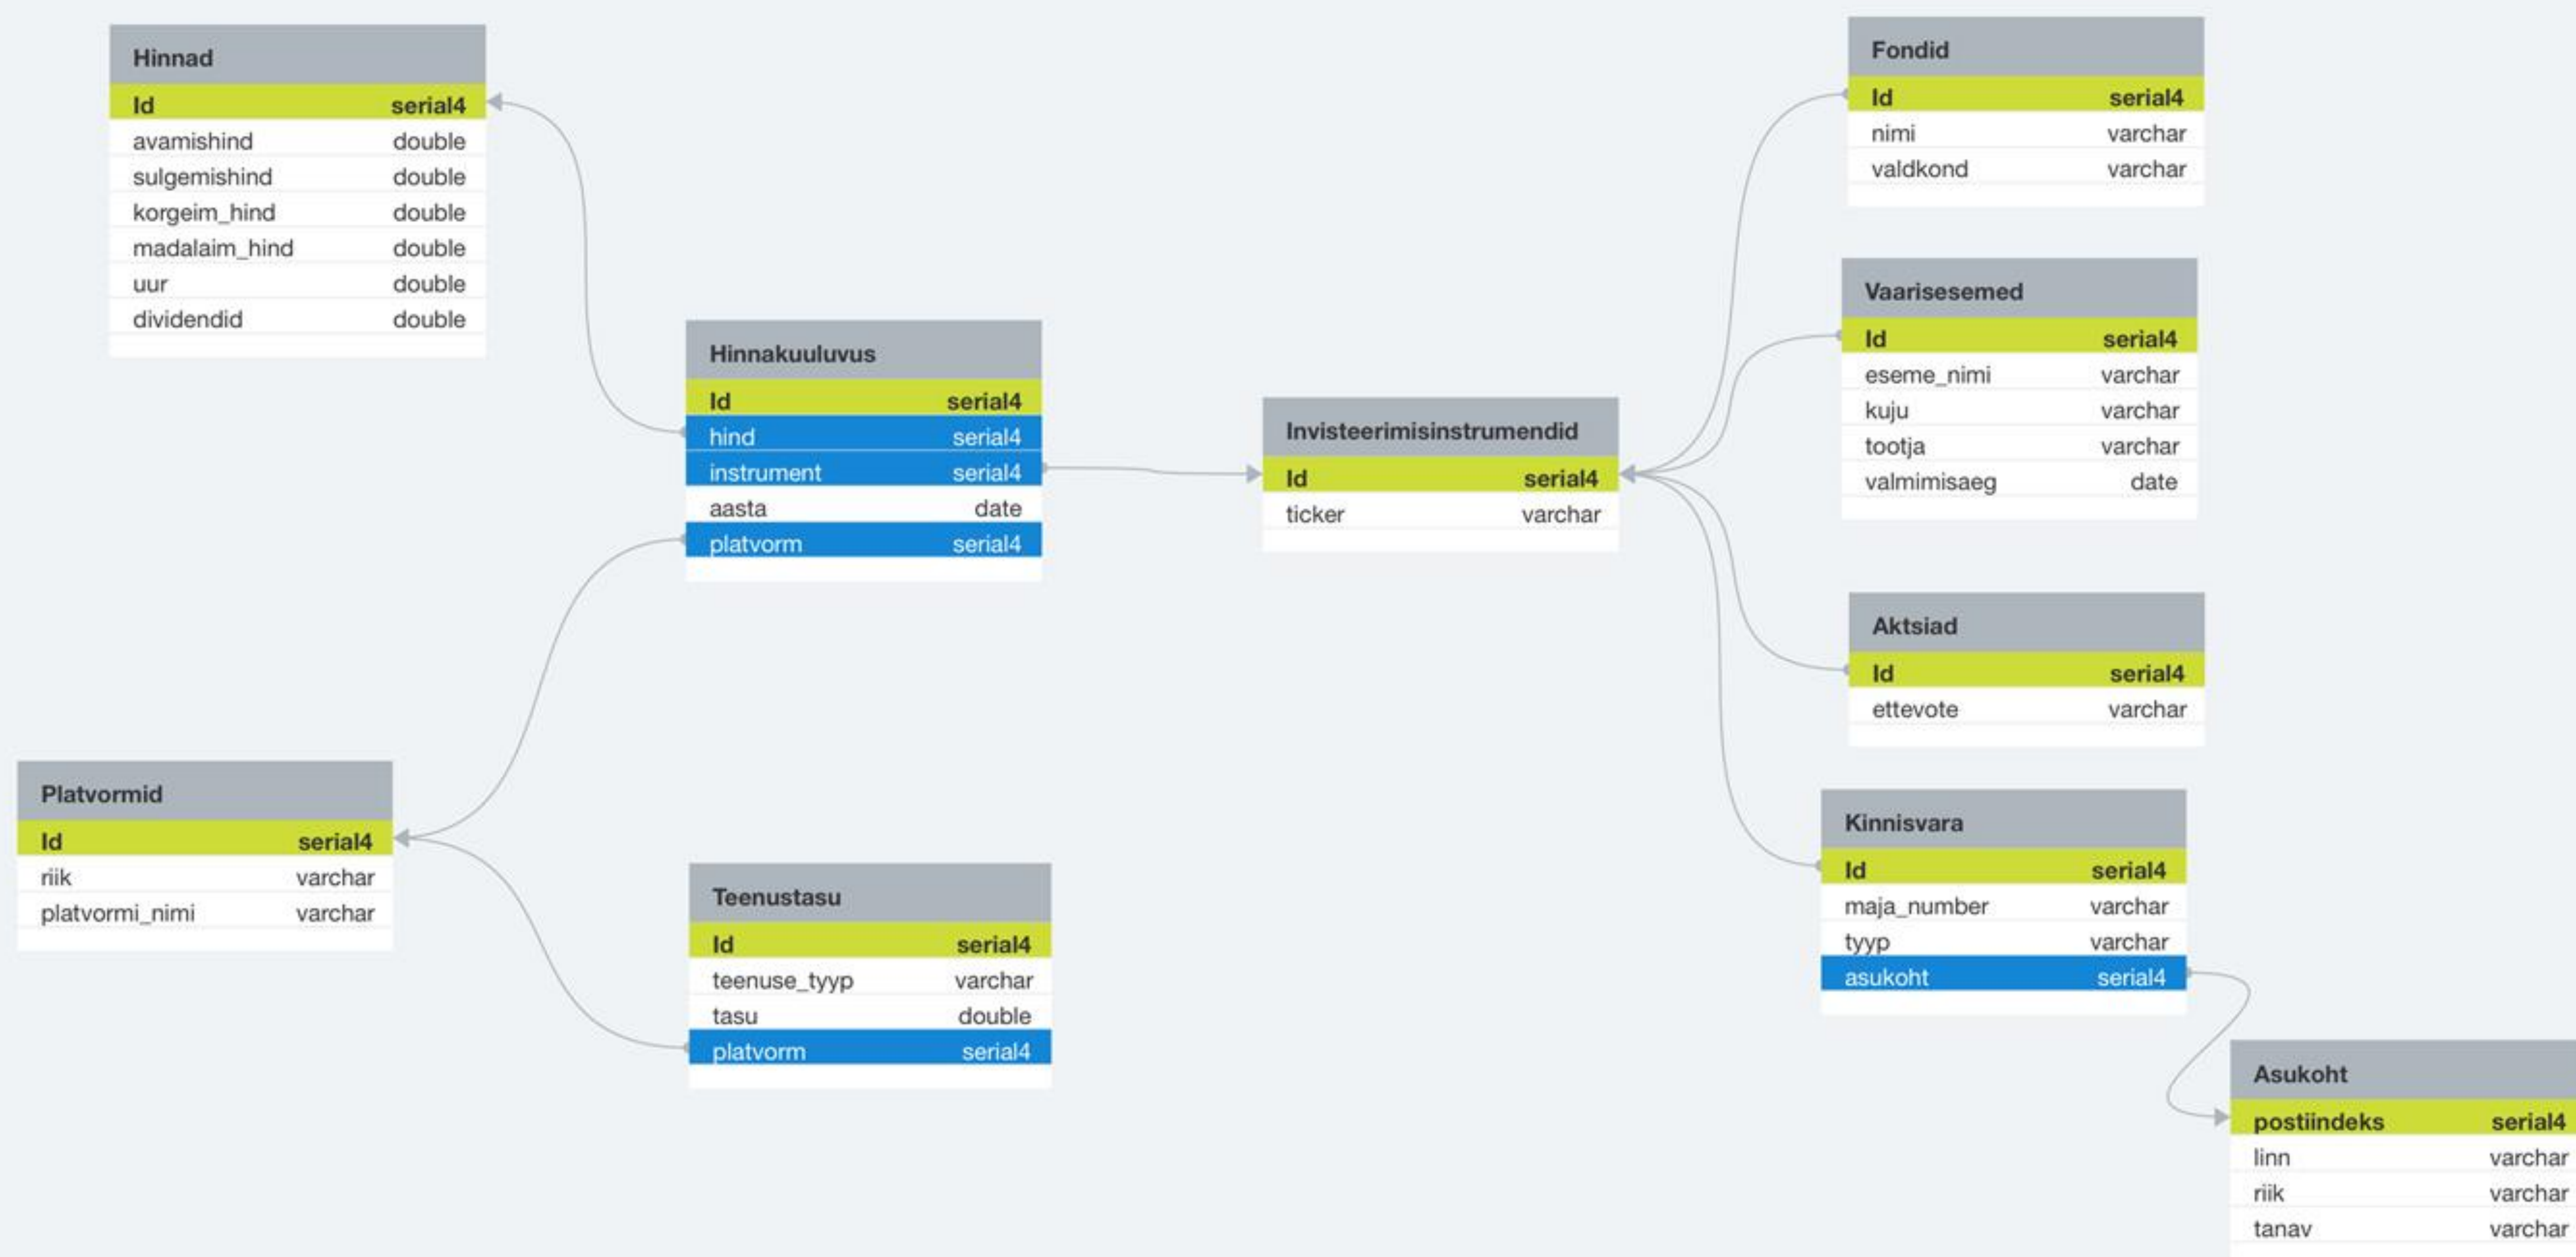 Hinnad
Id serial4
avamishind double
sulgemishind double
korgeim_hind double
madalaim_hind double
uur double
dividendid double
Hinnakuuluvus
Id serial4
hind serial4
instrument serial4
aasta date
platvorm serial4
Platvormid
Id serial4
riik varchar
platvormi_nimi varchar
Teenustasu
Id serial4
teenuse_tyyp varchar
tasu double
platvorm serial4
Invisteerimisinstrumendid
Id serial4
ticker varchar
Fondid
Id serial4
nimi varchar
valdkond varchar
Vaarisesemed
Id serial4
eseme_nimi varchar
kuju varchar
tootja varchar
valmimisaeg date
Aktsiad
Id serial4
ettevote varchar
Kinnisvara
Id serial4
maja_number varchar
tyyp varchar
asukoht serial4
Asukoht
postiindeks serial4
linn varchar
riik varchar
tanav varchar